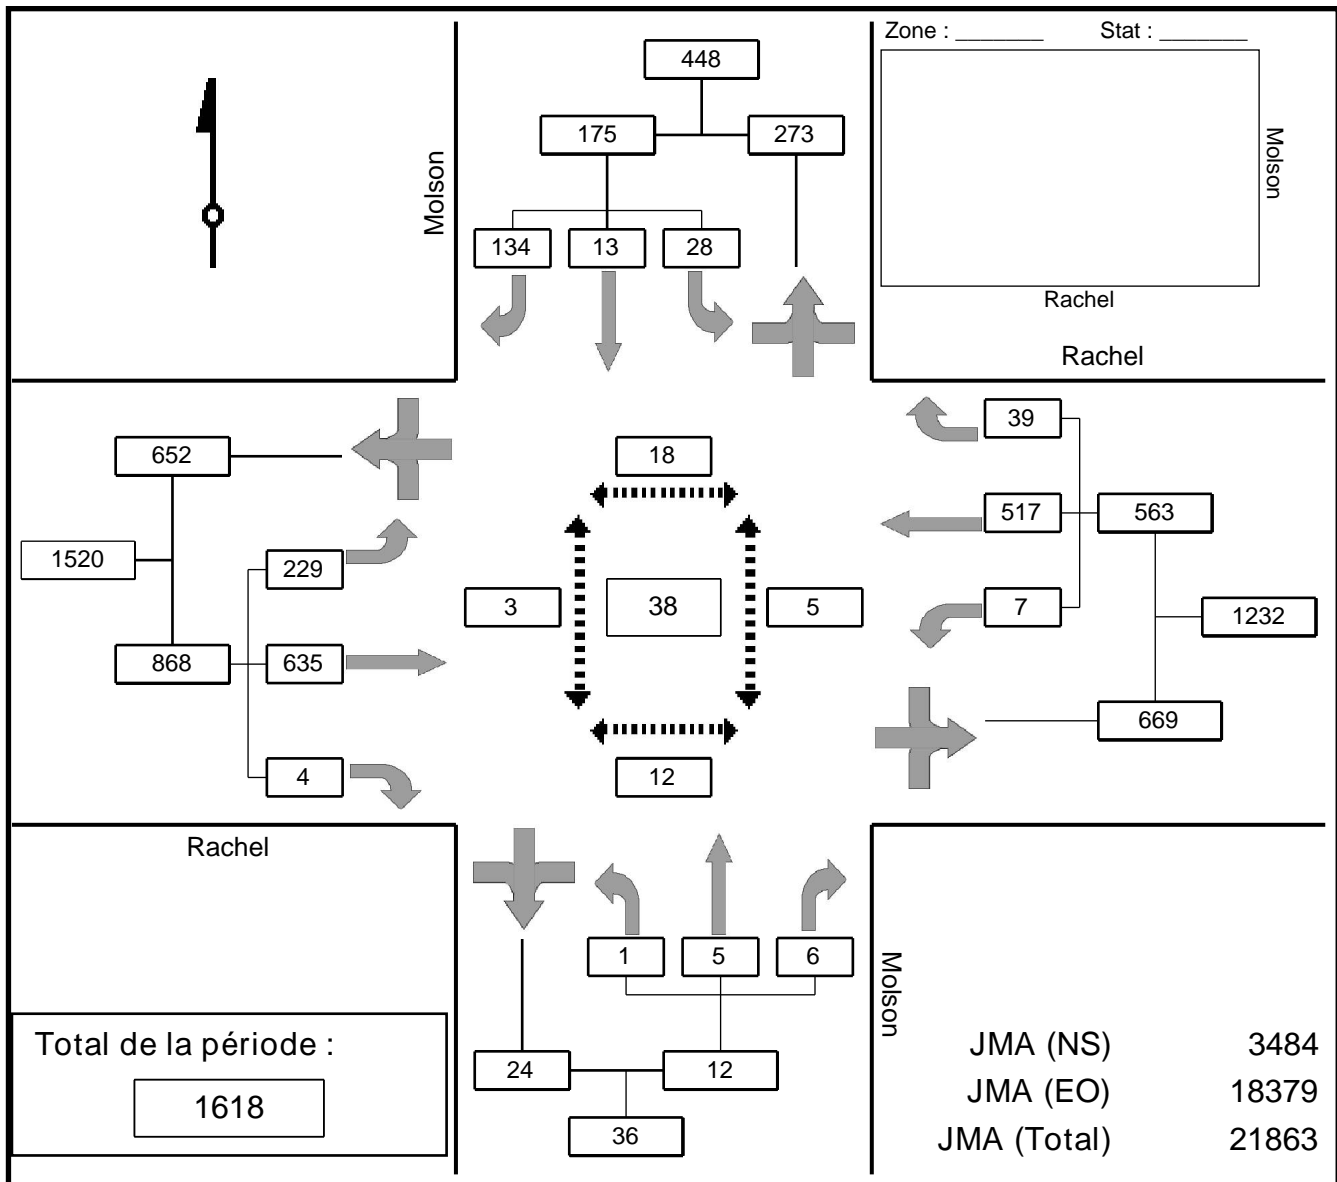 Zone : _______ Stat : _______
448
175 273
Molson
Molson
134 13 28
Rachel
Rachel
39
652
18
517 563
1520
229
3 38 5
7
1232
868 635
669
4
12
Rachel
1 5 6
Molson
Total de la période :
1618
24 12
36
JMA (NS) 3484
JMA (EO) 18379
JMA (Total) 21863